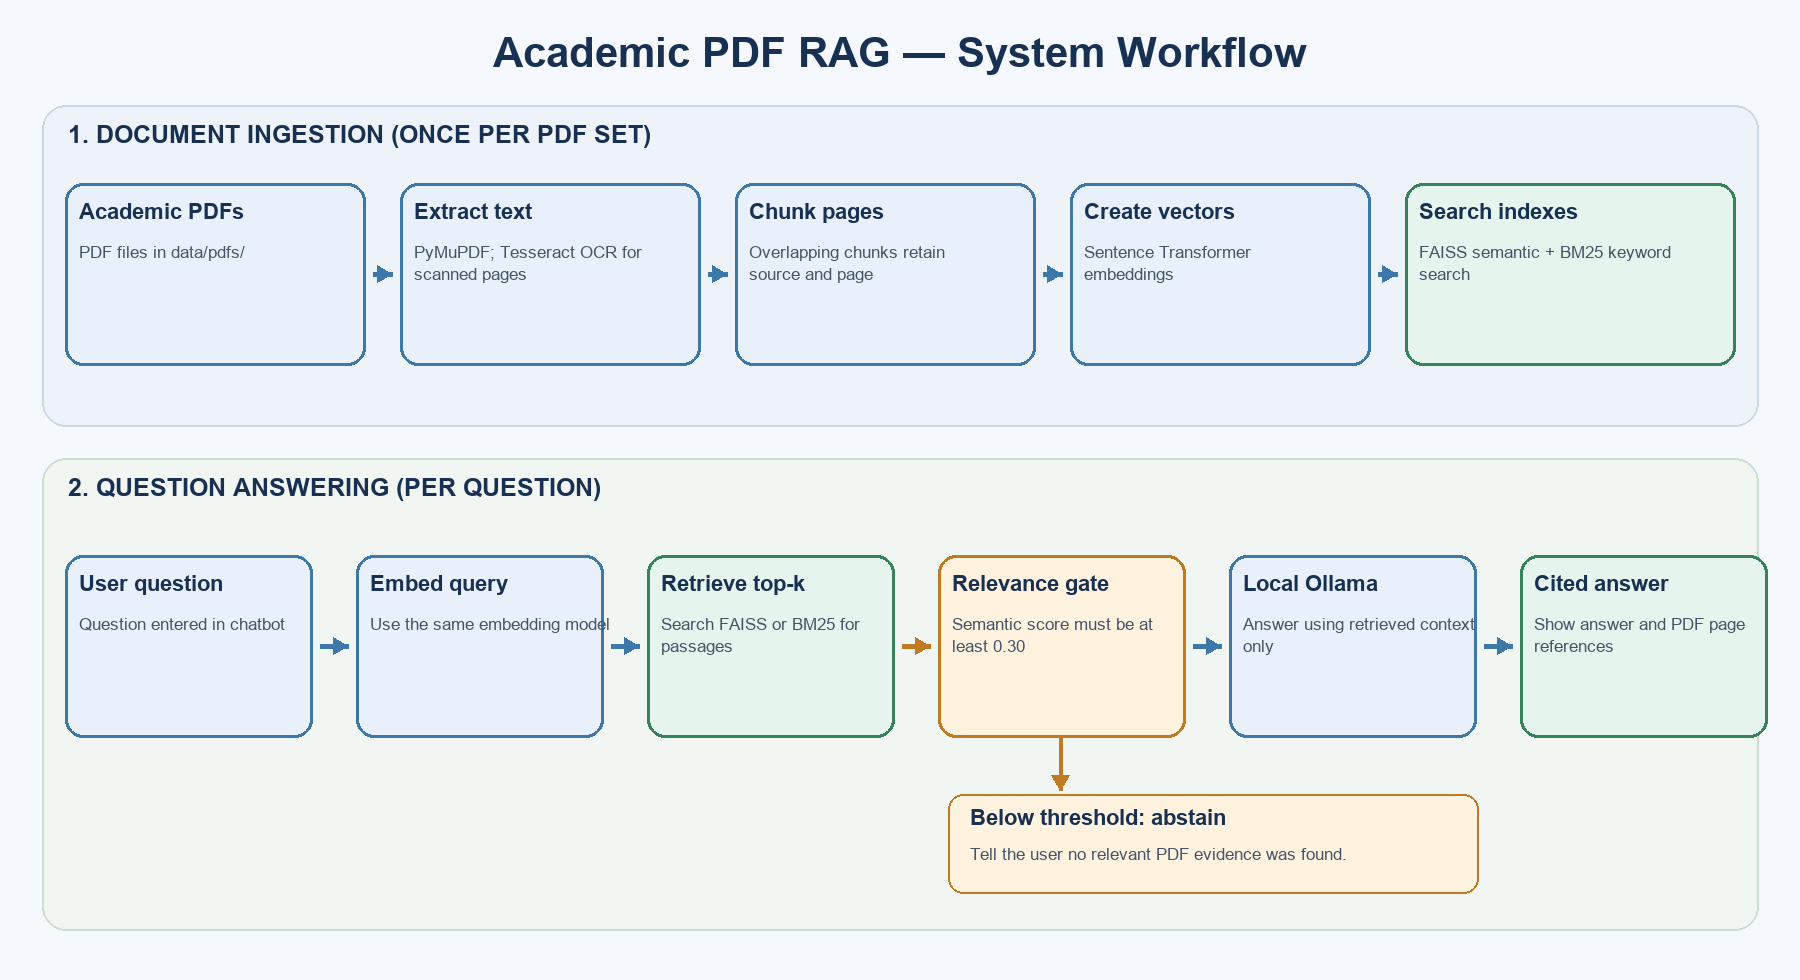 Academic PDF RAG — System Workflow
1. DOCUMENT INGESTION (ONCE PER PDF SET)
Academic PDFs
PDF files in data/pdfs/
Extract text
PyMuPDF; Tesseract OCR for
scanned pages
Chunk pages
Overlapping chunks retain
source and page
Create vectors
Sentence Transformer
embeddings
Search indexes
FAISS semantic + BM25 keyword
search
2. QUESTION ANSWERING (PER QUESTION)
User question
Question entered in chatbot
Embed query
Use the same embedding model
Retrieve top-k
Search FAISS or BM25 for
passages
Relevance gate
Semantic score must be at
least 0.30
Local Ollama
Answer using retrieved context
only
Cited answer
Show answer and PDF page
references
Below threshold: abstain
Tell the user no relevant PDF evidence was found.